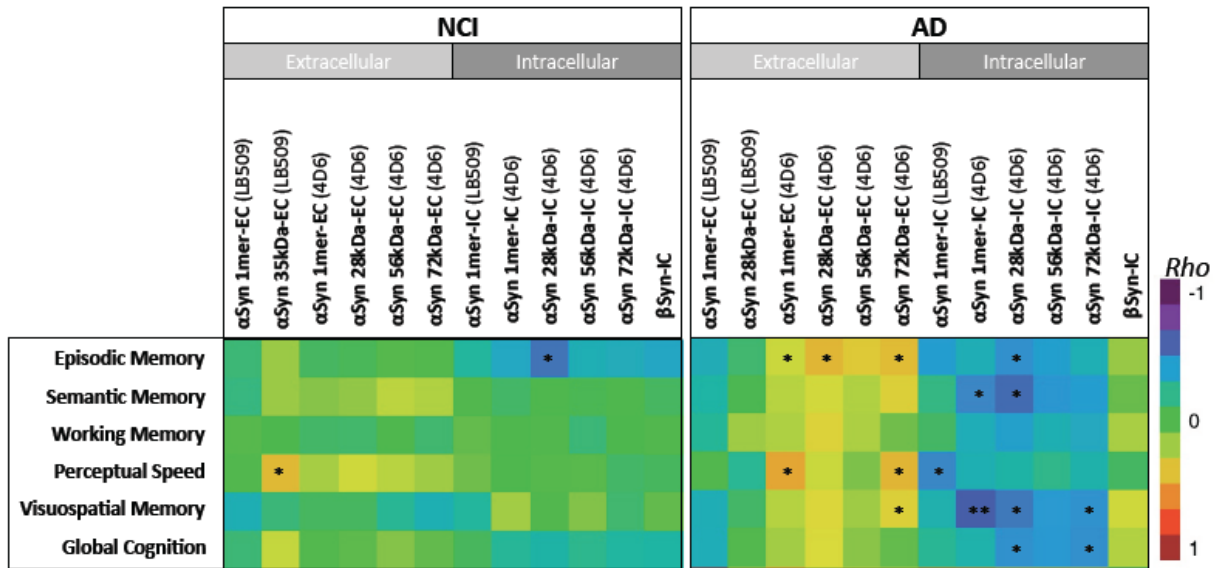 NCI AD
Extracellular Intracellular Extracellular Intracellular
αSyn 1mer-EC (LB509)
αSyn 35kDa-EC (LB509)
αSyn 1mer-EC (4D6)
αSyn 28kDa-EC (4D6)
αSyn 56kDa-EC (4D6)
αSyn 72kDa-EC (4D6)
αSyn 1mer-IC (LB509)
αSyn 1mer-IC (4D6)
αSyn 28kDa-IC (4D6)
αSyn 56kDa-IC (4D6)
αSyn 72kDa-IC (4D6)
βSyn-IC
αSyn 1mer-EC (LB509)
αSyn 28kDa-EC (LB509)
αSyn 1mer-EC (4D6)
αSyn 28kDa-EC (4D6)
αSyn 56kDa-EC (4D6)
αSyn 72kDa-EC (4D6)
αSyn 1mer-IC (LB509)
αSyn 1mer-IC (4D6)
αSyn 28kDa-IC (4D6)
αSyn 56kDa-IC (4D6)
αSyn 72kDa-IC (4D6)
βSyn-IC
Rho
-1
0
1
Episodic Memory * * * * *
Semantic Memory * *
Working Memory
Perceptual Speed * * * *
Visuospatial Memory * ** * *
Global Cognition * *